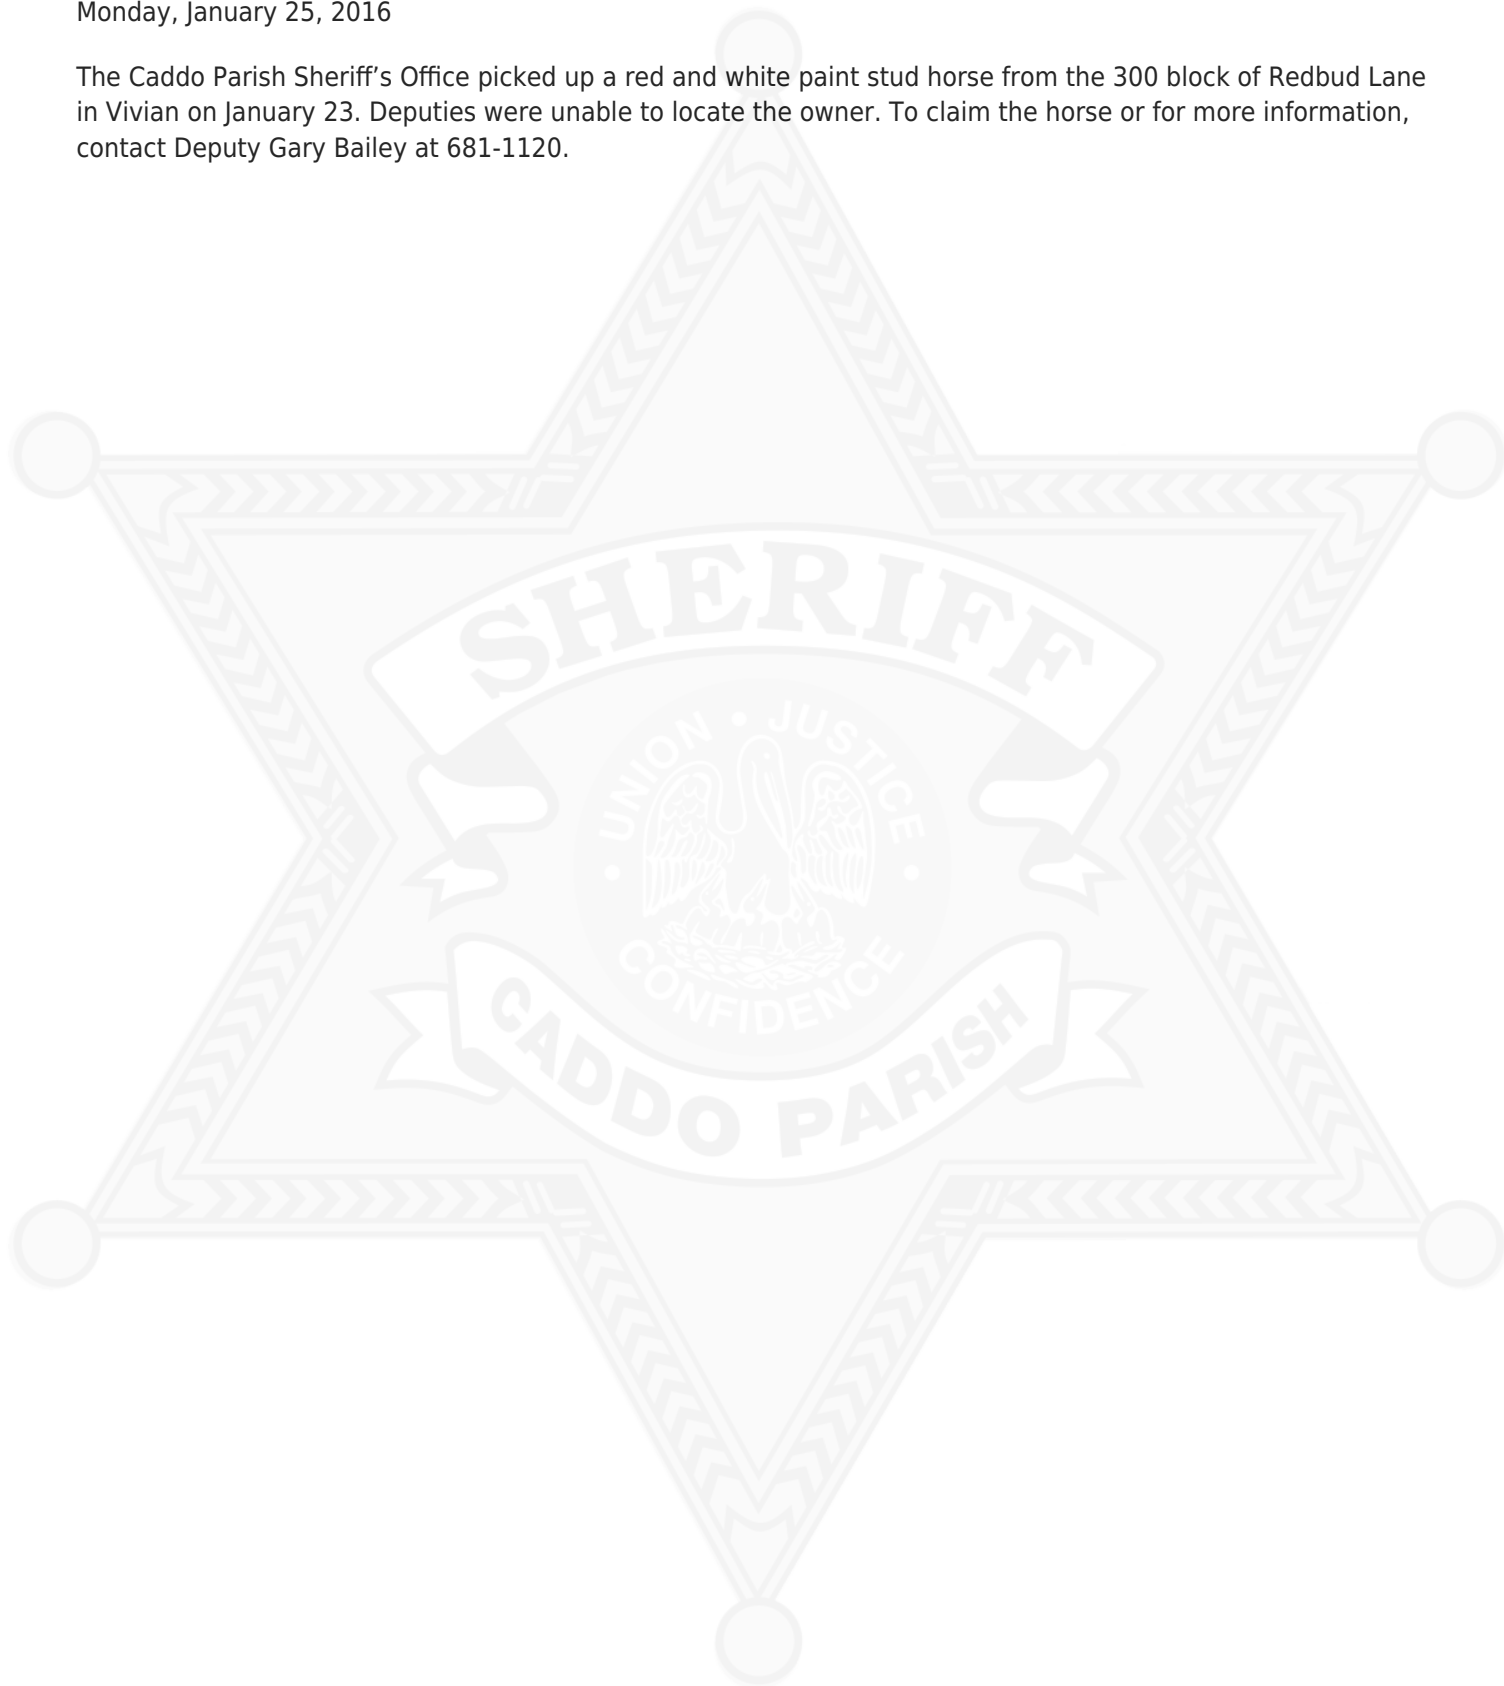 Monday, January 25, 2016
The Caddo Parish Sheriff’s Office picked up a red and white paint stud horse from the 300 block of Redbud Lane
in Vivian on January 23. Deputies were unable to locate the owner. To claim the horse or for more information,
contact Deputy Gary Bailey at 681-1120.
SHERIFF
UNION • JUSTICE
• CONFIDENCE •
CADDO PARISH